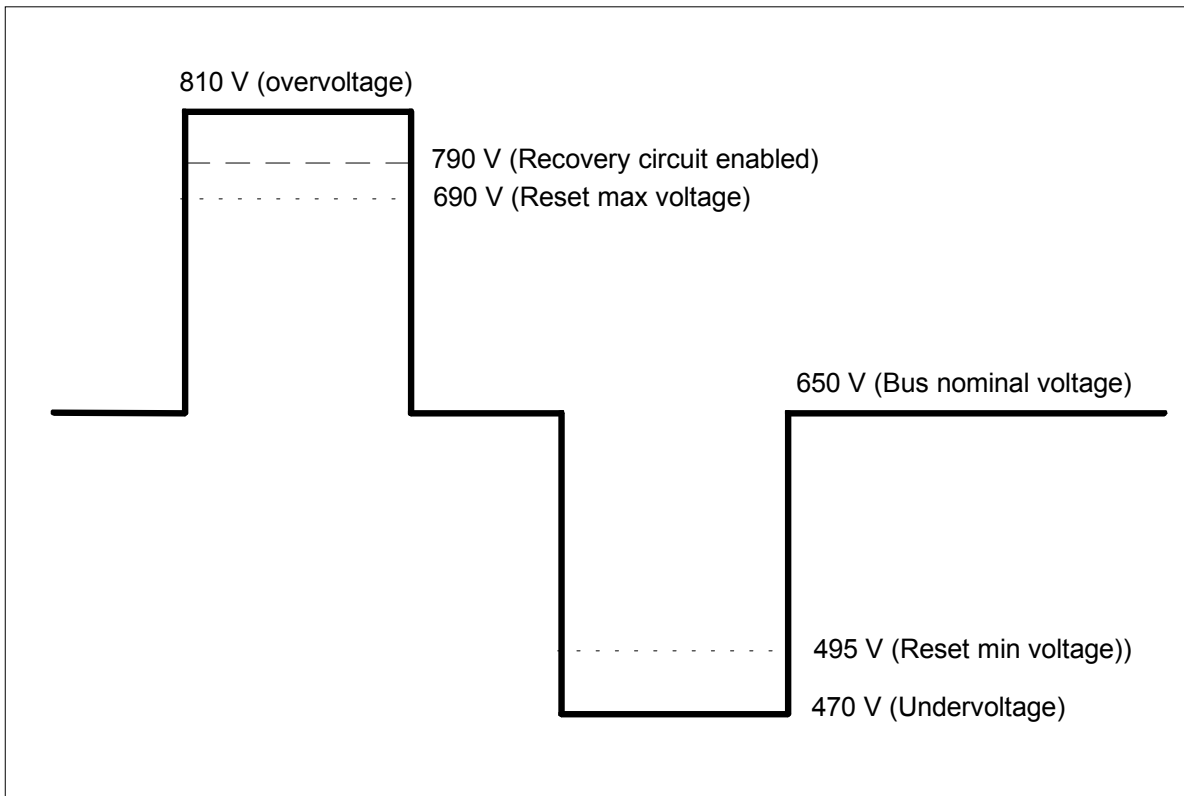 810 V (overvoltage)
790 V (Recovery circuit enabled)
690 V (Reset max voltage)
650 V (Bus nominal voltage)
495 V (Reset min voltage))
470 V (Undervoltage)